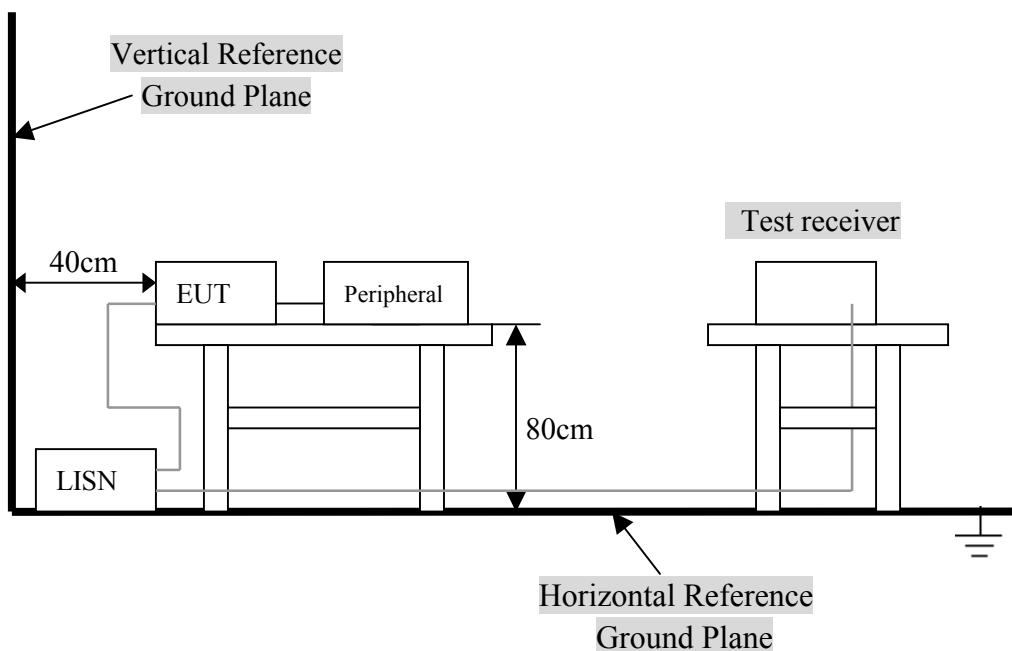 Vertical Reference
Ground Plane
Test receiver
40cm
EUT
Peripheral
80cm
LISN
Horizontal Reference
Ground Plane